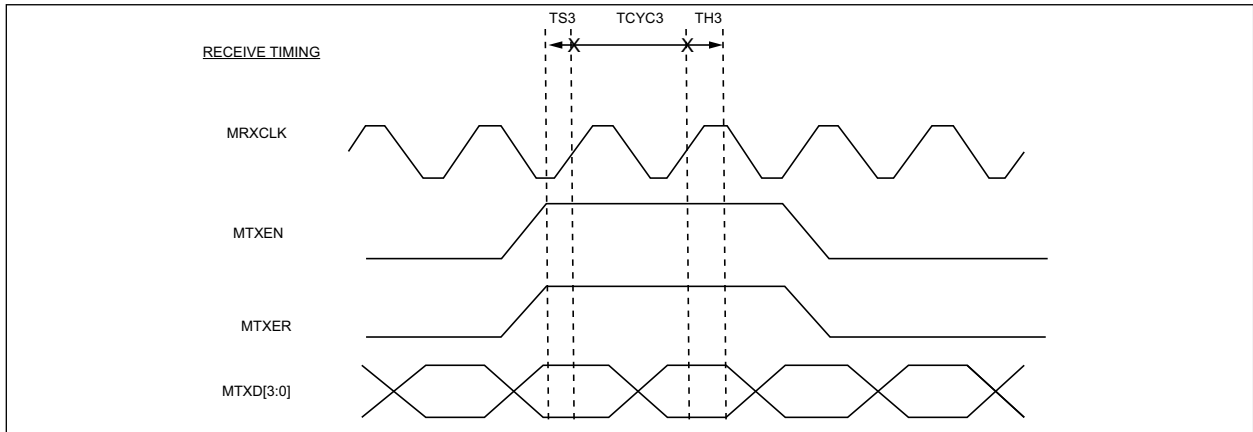 TS3 TCYC3 TH3
RECEIVE TIMING
MRXCLK
MTXEN
MTXER
MTXD[3:0]